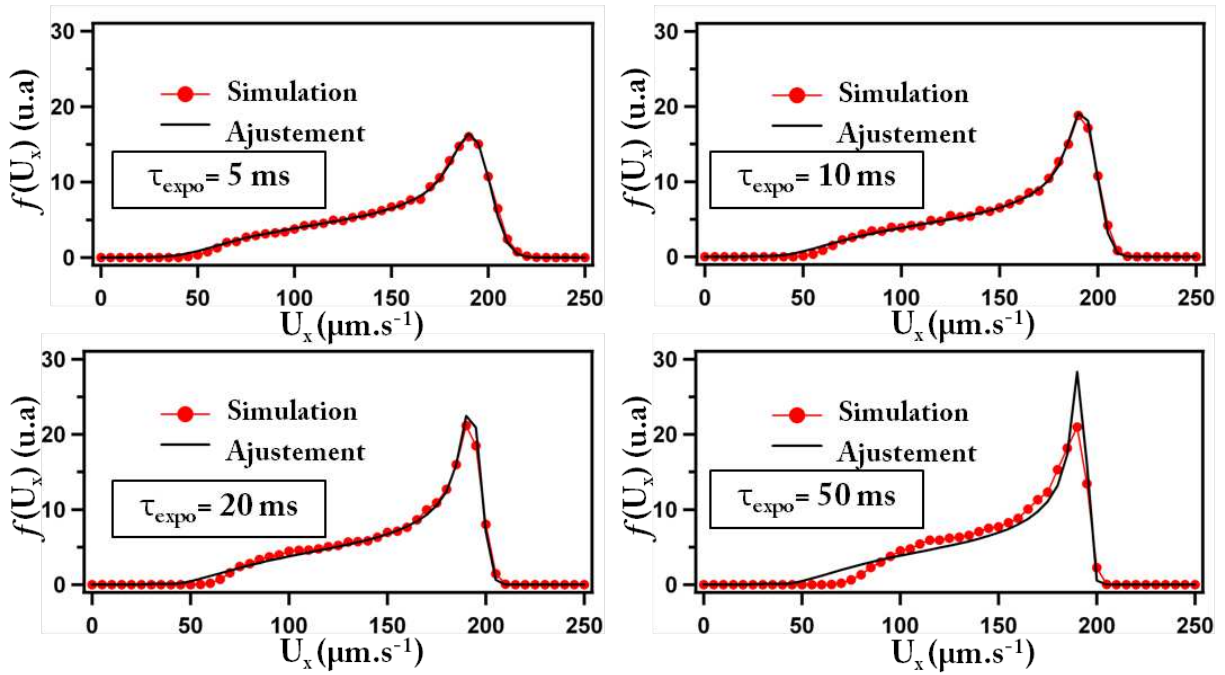 30
20
10
0
f(Uₓ) (u.a)
Simulation
Ajustement
τexpo= 5 ms
0 50 100 150 200 250
Uₓ (μm.s⁻¹)
30
20
10
0
f(Uₓ) (u.a)
Simulation
Ajustement
τexpo= 10 ms
0 50 100 150 200 250
Uₓ (μm.s⁻¹)
30
20
10
0
f(Uₓ) (u.a)
Simulation
Ajustement
τexpo= 20 ms
0 50 100 150 200 250
Uₓ (μm.s⁻¹)
30
20
10
0
f(Uₓ) (u.a)
Simulation
Ajustement
τexpo= 50 ms
0 50 100 150 200 250
Uₓ (μm.s⁻¹)